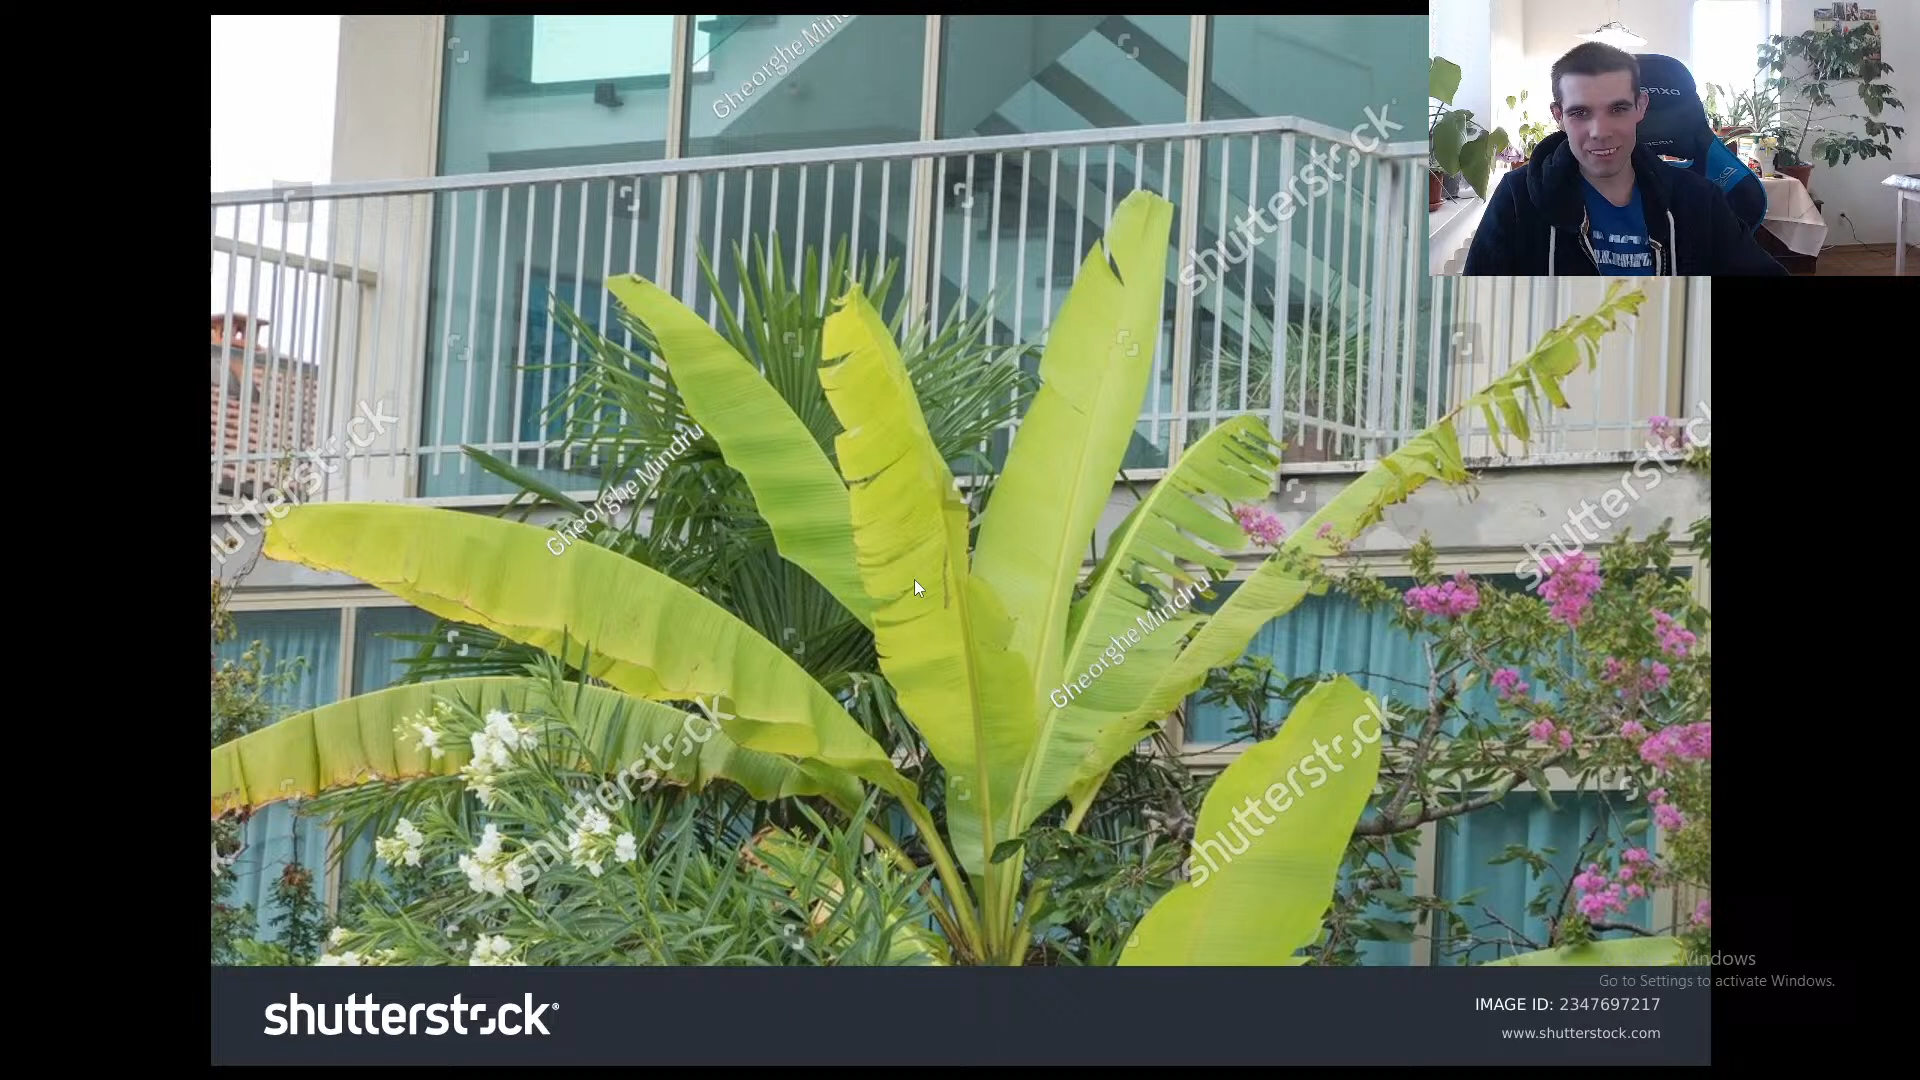 Gheorghe Mindru
shutterstock
shutterstock
Gheorghe Mindru
shutterstock
shutterstock
Gheorghe Mindru
shutterstock
shutterstock
shutterstock
Windows
Go to Settings to activate Windows.
IMAGE ID: 2347697217
www.shutterstock.com